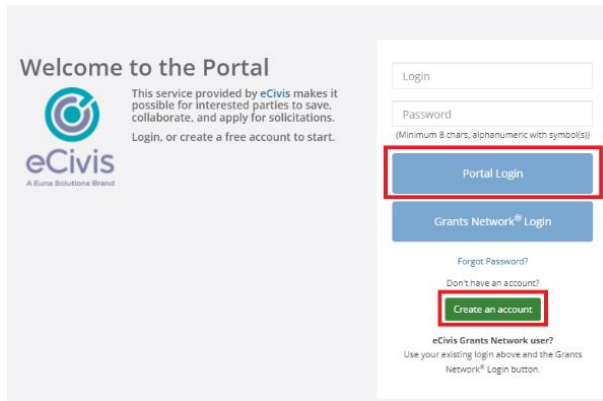 Welcome to the Portal
This service provided by eCivis makes it
possible for interested parties to save,
collaborate, and apply for solicitations.
Login, or create a free account to start.
eCivis
A Euna Solutions Brand
Login
Password
(Minimum 8 chars, alphanumeric with symbol(s))
Portal Login
Grants Network® Login
Forgot Password?
Don't have an account?
Create an account
eCivis Grants Network user?
Use your existing login above and the Grants
Network® Login button.